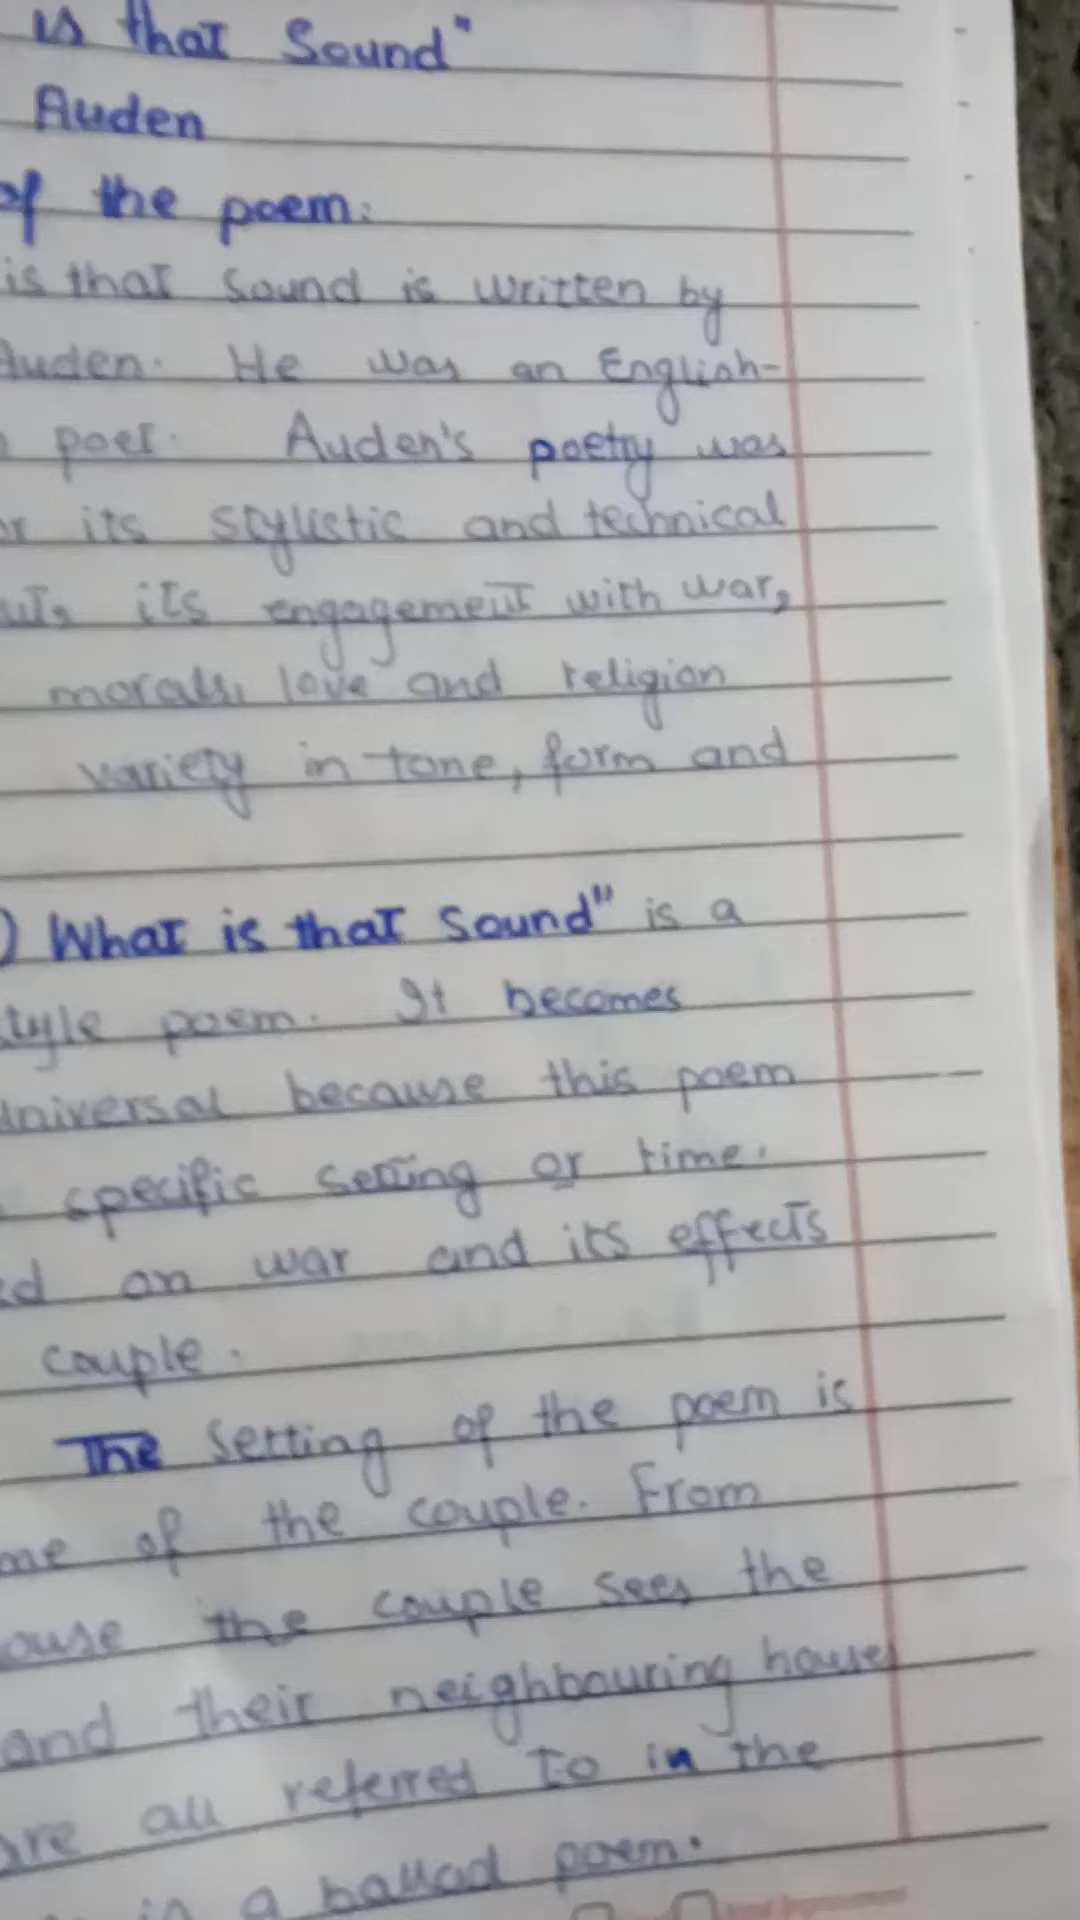 is that Sound"
Auden
of the poem:
is that Sound is written by
Auden. He was an English-
poet. Auden's poetry was
its stylistic and technical
its engagement with war,
morals, love and religion
variety in tone, form and
What is that Sound" is a
poem. It becomes
universal because this poem
specific setting or time.
on war and its effects
couple.
The setting of the poem is
of the couple. From
the couple sees the
and their neighbouring house
are all referred to in the
is a ballad poem.